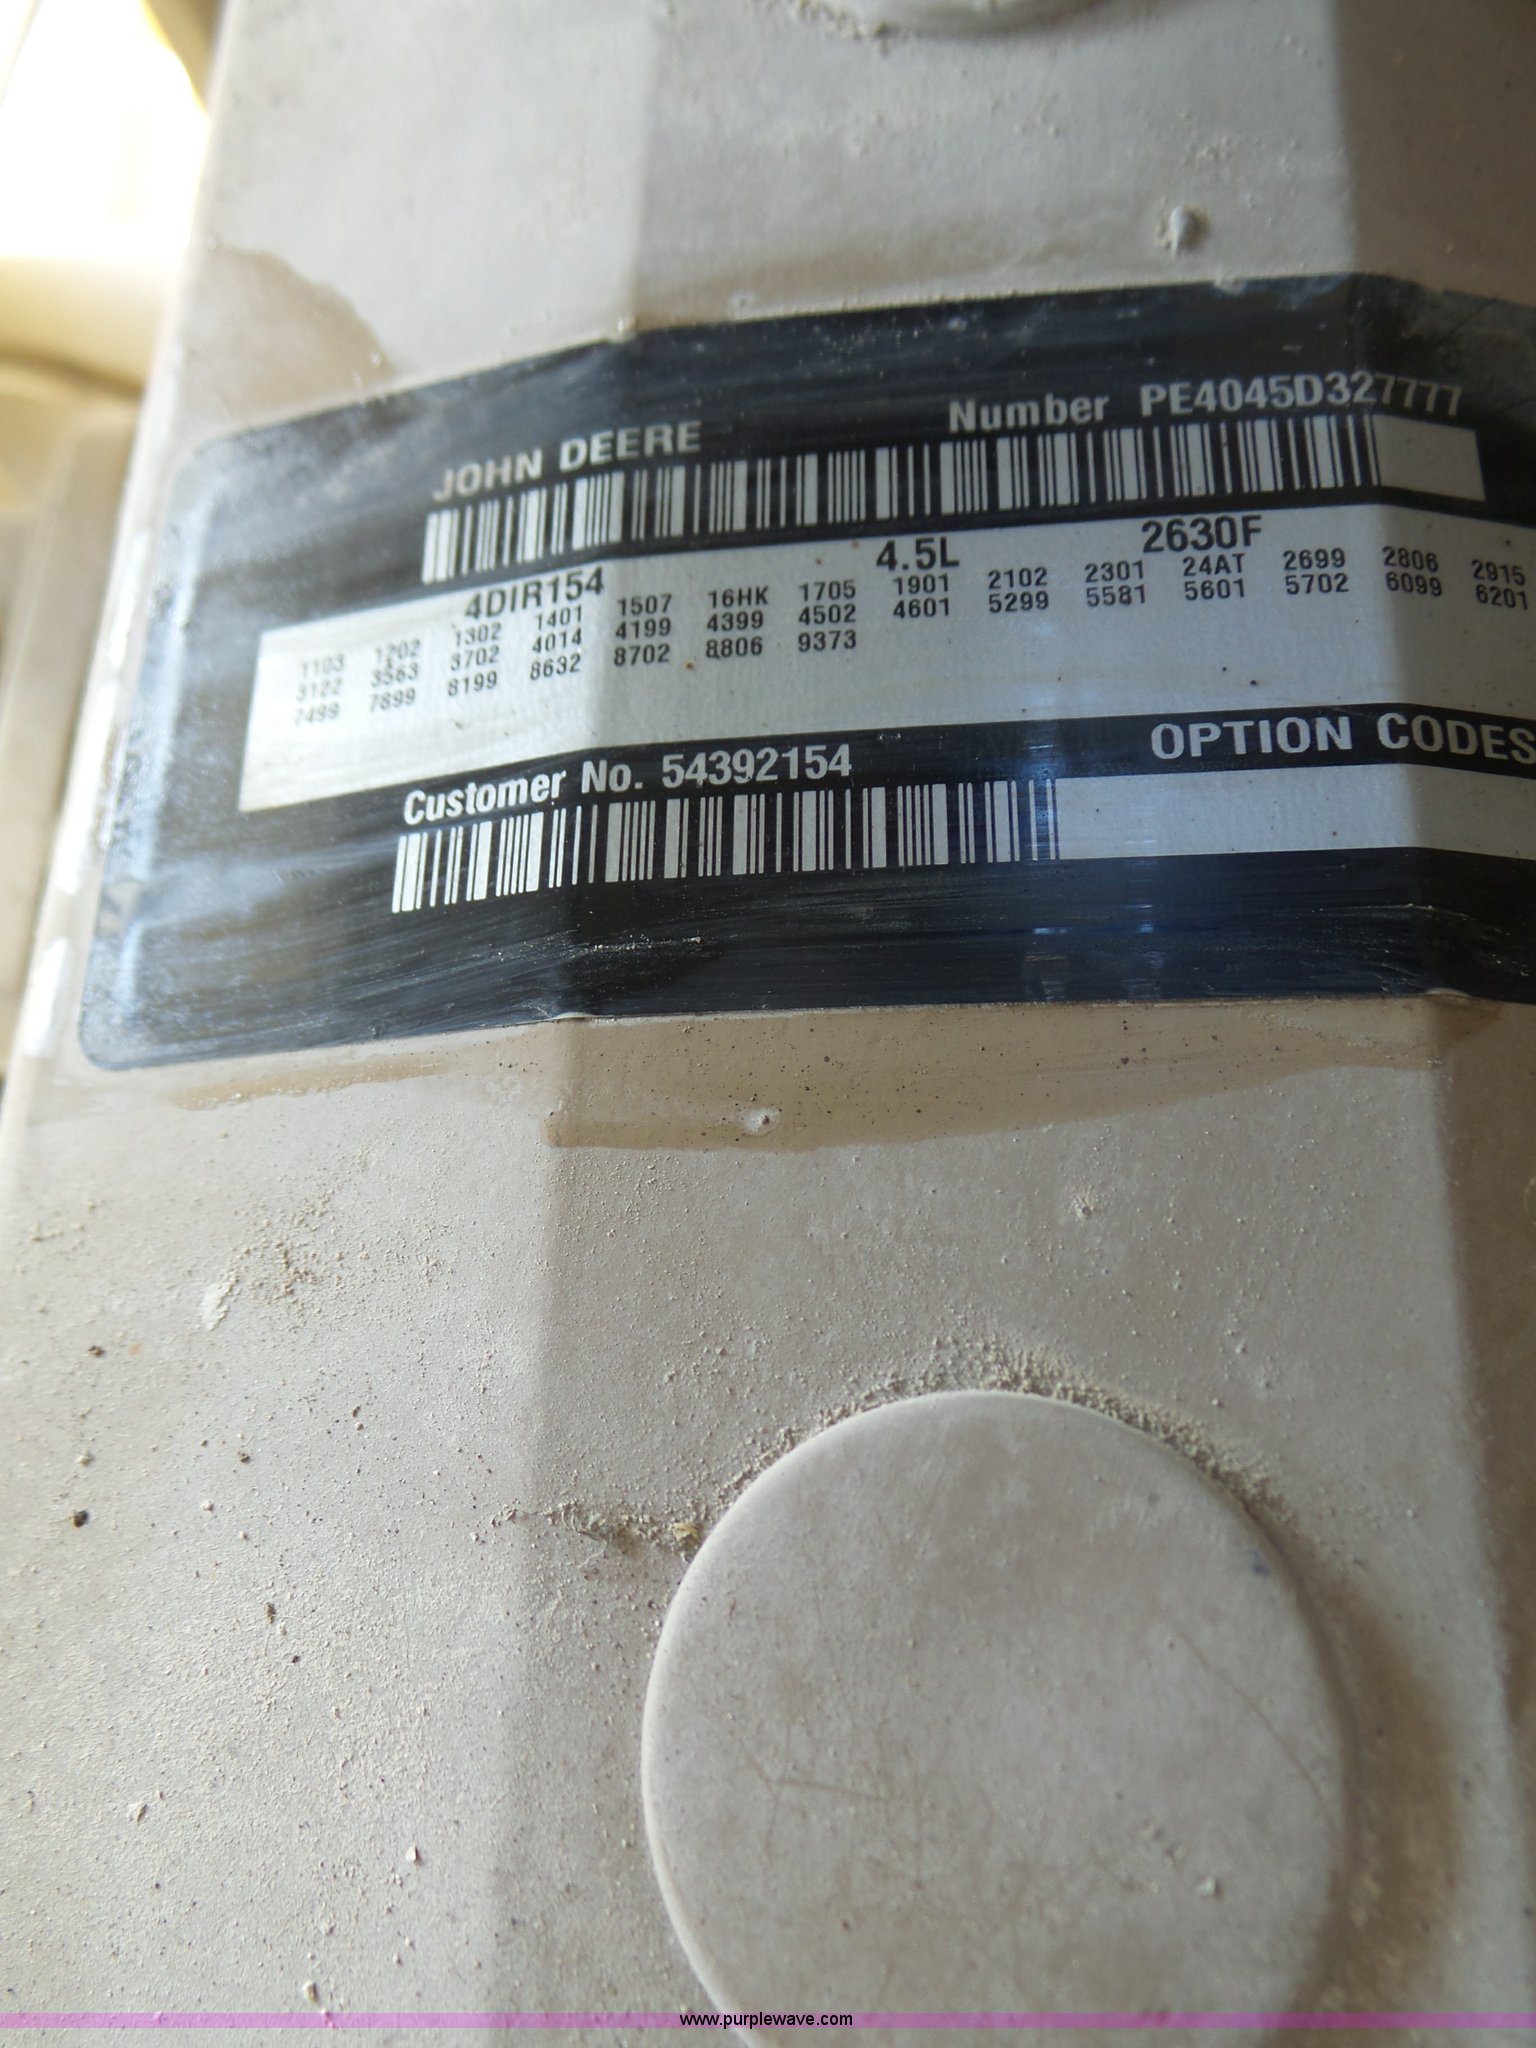 JOHN DEERE Number PE4045D327777
4DIR154 4.5L 2630F
1103 1202 1302 1401 1507 16HK 1705 1901 2102 2301 24AT 2699 2806 2915
3122 3563 3702 4014 4199 4399 4502 4601 5299 5581 5601 5702 6099 6201
7499 7899 8199 8632 8702 8806 9373
Customer No. 54392154 OPTION CODES
www.purplewave.com